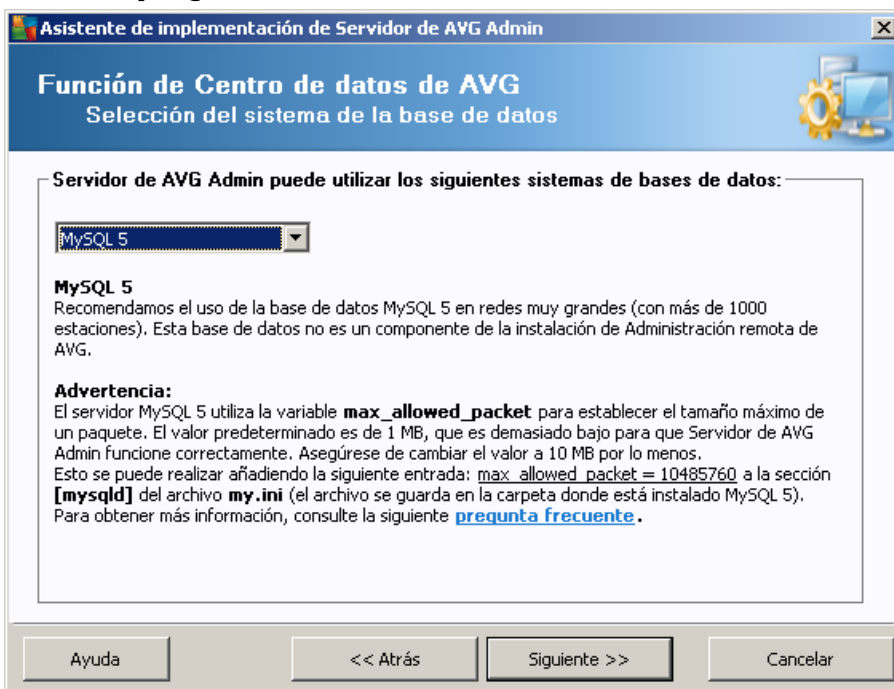 Asistente de implementación de Servidor de AVG Admin
Función de Centro de datos de AVG
Selección del sistema de la base de datos
Servidor de AVG Admin puede utilizar los siguientes sistemas de bases de datos:
MySQL 5
MySQL 5
Recomendamos el uso de la base de datos MySQL 5 en redes muy grandes (con más de 1000
estaciones). Esta base de datos no es un componente de la instalación de Administración remota de
AVG.
Advertencia:
El servidor MySQL 5 utiliza la variable max_allowed_packet para establecer el tamaño máximo de
un paquete. El valor predeterminado es de 1 MB, que es demasiado bajo para que Servidor de AVG
Admin funcione correctamente. Asegúrese de cambiar el valor a 10 MB por lo menos.
Esto se puede realizar añadiendo la siguiente entrada: max_allowed_packet = 10485760 a la sección
[mysqld] del archivo my.ini (el archivo se guarda en la carpeta donde está instalado MySQL 5).
Para obtener más información, consulte la siguiente pregunta frecuente.
Ayuda
<< Atrás
Siguiente >>
Cancelar